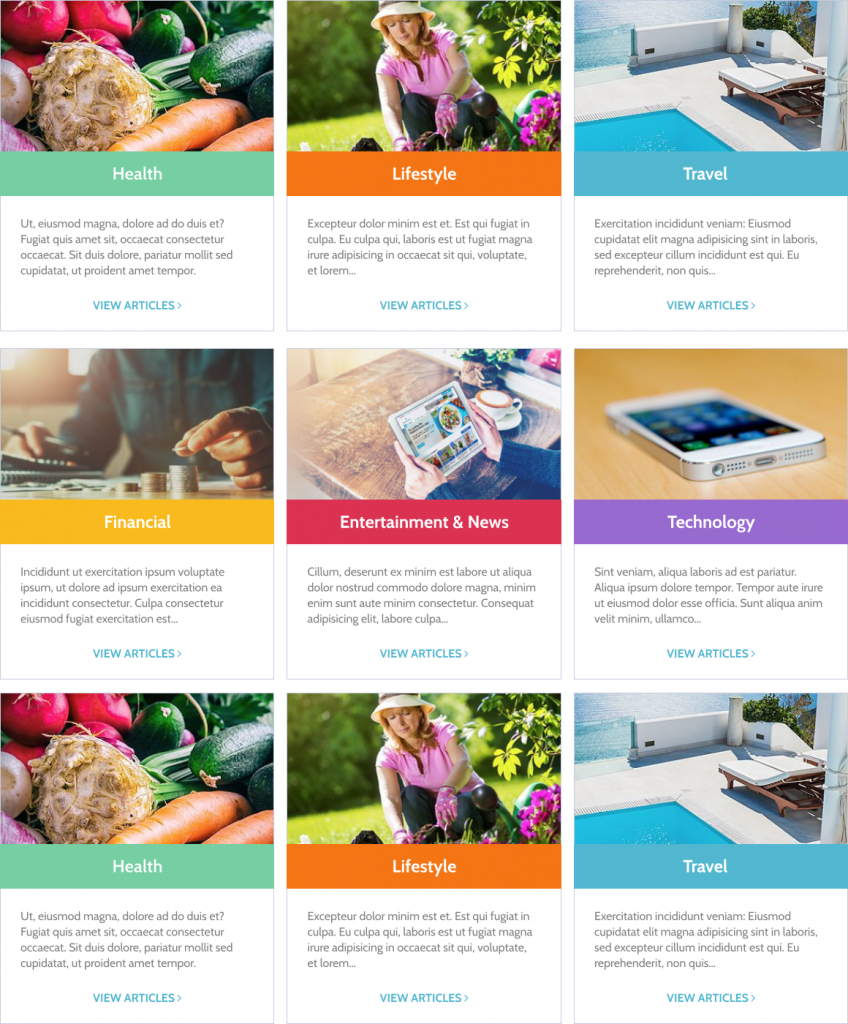 Health
Ut, eiusmod magna, dolore ad do duis et?
Fugiat quis amet sit, occaecat consectetur
occaecat. Sit duis dolore, pariatur mollit sed
cupidatat, ut proident amet tempor.
VIEW ARTICLES >
Lifestyle
Excepteur dolor minim est et. Est qui fugiat in
culpa. Eu culpa qui, laboris est ut fugiat magna
irure adipisicing in occaecat sit qui, voluptate,
et lorem...
VIEW ARTICLES >
Travel
Exercitation incididunt veniam: Eiusmod
cupidatat elit magna adipisicing sint in laboris,
sed excepteur cillum incididunt est qui. Eu
reprehenderit, non quis...
VIEW ARTICLES >
Financial
Incididunt ut exercitation ipsum voluptate
ipsum, ut dolore ad ipsum exercitation ea
incididunt consectetur. Culpa consectetur
eiusmod fugiat exercitation est...
VIEW ARTICLES >
Entertainment & News
Cillum, deserunt ex minim est labore ut aliqua
dolor nostrud commodo dolore magna, minim
enim sunt aute minim consectetur. Consequat
adipisicing elit, labore culpa...
VIEW ARTICLES >
Technology
Sint veniam, aliqua laboris ad est pariatur.
Aliqua ipsum dolore tempor. Tempor aute irure
ut eiusmod dolor esse officia. Sunt aliqua anim
velit minim, ullamco...
VIEW ARTICLES >
Health
Ut, eiusmod magna, dolore ad do duis et?
Fugiat quis amet sit, occaecat consectetur
occaecat. Sit duis dolore, pariatur mollit sed
cupidatat, ut proident amet tempor.
VIEW ARTICLES >
Lifestyle
Excepteur dolor minim est et. Est qui fugiat in
culpa. Eu culpa qui, laboris est ut fugiat magna
irure adipisicing in occaecat sit qui, voluptate,
et lorem...
VIEW ARTICLES >
Travel
Exercitation incididunt veniam: Eiusmod
cupidatat elit magna adipisicing sint in laboris,
sed excepteur cillum incididunt est qui. Eu
reprehenderit, non quis...
VIEW ARTICLES >